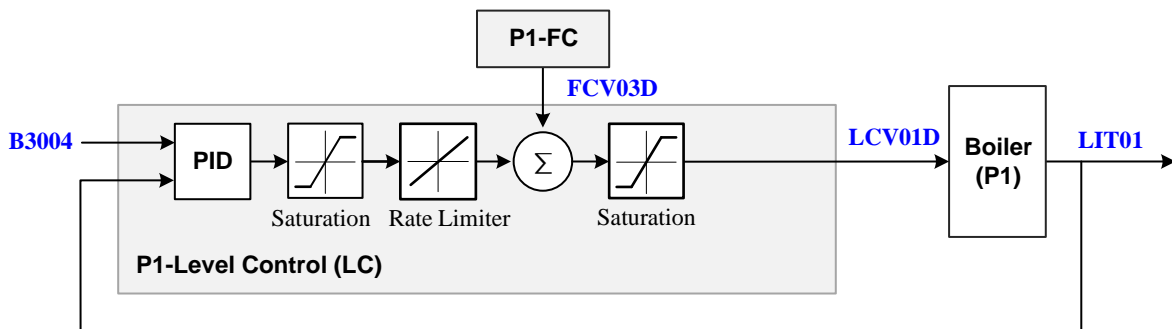 P1-FC
FCV03D
B3004
PID
Σ
LCV01D
Boiler
(P1)
LIT01
Saturation
Rate Limiter
Saturation
P1-Level Control (LC)